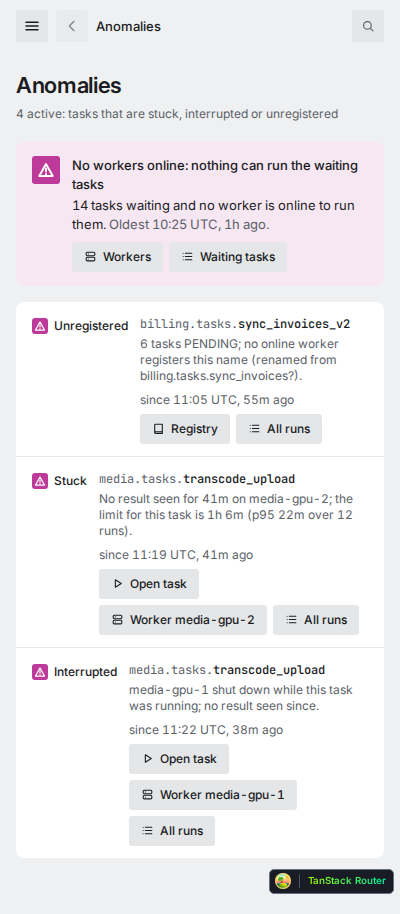 Anomalies
Anomalies
4 active: tasks that are stuck, interrupted or unregistered
No workers online: nothing can run the waiting
tasks
14 tasks waiting and no worker is online to run
them. Oldest 10:25 UTC, 1h ago.
Workers
Waiting tasks
Unregistered
billing.tasks.sync_invoices_v2
6 tasks PENDING; no online worker
registers this name (renamed from
billing.tasks.sync_invoices?).
since 11:05 UTC, 55m ago
Registry
All runs
Stuck
media.tasks.transcode_upload
No result seen for 41m on media-gpu-2; the
limit for this task is 1h 6m (p95 22m over 12
runs).
since 11:19 UTC, 41m ago
Open task
Worker media-gpu-2
All runs
Interrupted
media.tasks.transcode_upload
media-gpu-1 shut down while this task
was running; no result seen since.
since 11:22 UTC, 38m ago
Open task
Worker media-gpu-1
All runs
TanStack Router